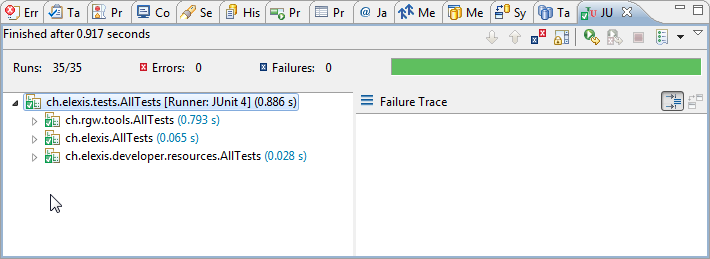 Err Ta Ca Se His Pr Int Pr @ Ja Me Me Sy Ta JU
Finished after 0.917 seconds
Runs: 35/35 Errors: 0 Failures: 0
ch.elexis.tests.AllTests [Runner: JUnit 4] (0.886 s)
Failure Trace
ch.rgw.tools.AllTests (0.793 s)
ch.elexis.AllTests (0.065 s)
ch.elexis.developer.resources.AllTests (0.028 s)